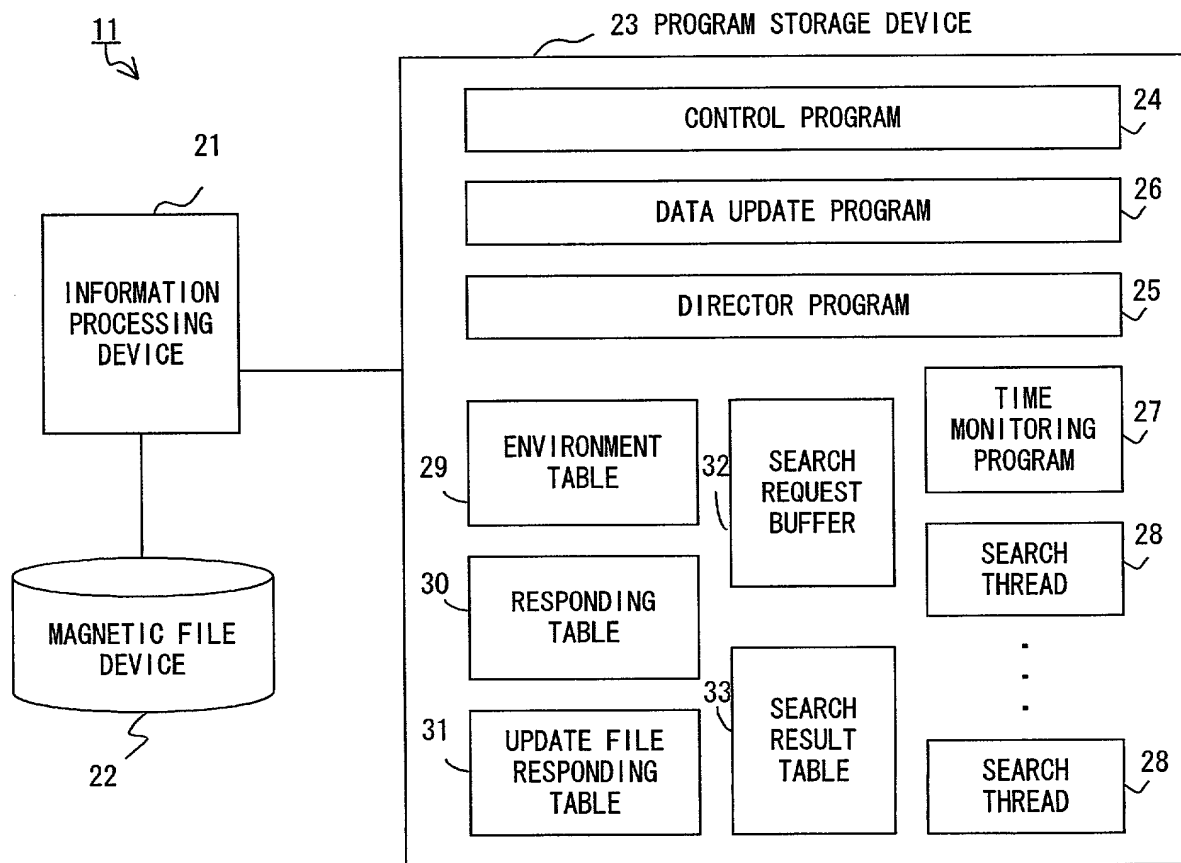 11
23 PROGRAM STORAGE DEVICE
CONTROL PROGRAM
24
DATA UPDATE PROGRAM
26
DIRECTOR PROGRAM
25
21
INFORMATION
PROCESSING
DEVICE
MAGNETIC FILE
DEVICE
22
ENVIRONMENT
TABLE
29
RESPONDING
TABLE
30
UPDATE FILE
RESPONDING
TABLE
31
SEARCH
REQUEST
BUFFER
32
SEARCH
RESULT
TABLE
33
TIME
MONITORING
PROGRAM
27
SEARCH
THREAD
28
SEARCH
THREAD
28